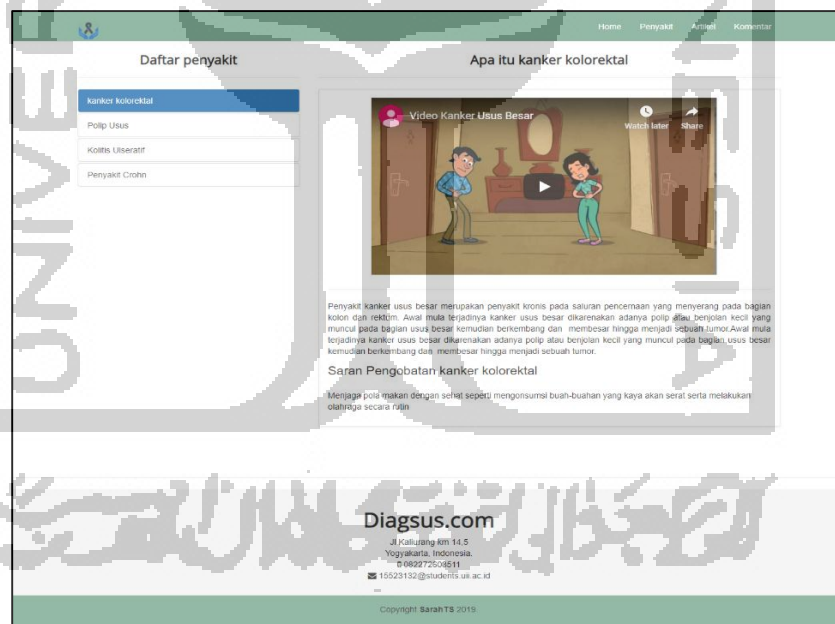 Home Penyakit Artikel Komentar
Daftar penyakit
kanker kolorektal
Polip Usus
Kolitis Ulseratif
Penyakit Crohn
Apa itu kanker kolorektal
Video Kanker Usus Besar
Watch later Share
Penyakit kanker usus besar merupakan penyakit kronis pada saluran pencernaan yang menyerang pada bagian
kolon dan rektum. Awal mula terjadinya kanker usus besar dikarenakan adanya polip atau benjolan kecil yang
muncul pada bagian usus besar kemudian berkembang dan membesar hingga menjadi sebuah tumor.Awal mula
terjadinya kanker usus besar dikarenakan adanya polip atau benjolan kecil yang muncul pada bagian usus besar
kemudian berkembang dan membesar hingga menjadi sebuah tumor.
Saran Pengobatan kanker kolorektal
Menjaga pola makan dengan sehat seperti mengonsumsi buah-buahan yang kaya akan serat serta melakukan
olahraga secara rutin
Diagsus.com
Jl.Kaliurang km 14,5
Yogyakarta, Indonesia.
082272608511
15523132@students.uii.ac.id
Copyright SarahTS 2019